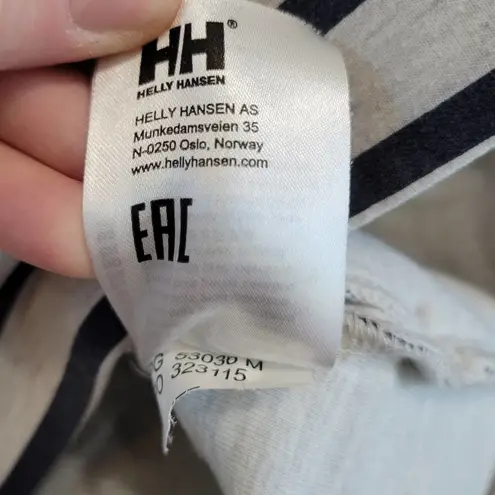 HH®
HELLY HANSEN
HELLY HANSEN AS
Munkedamsveien 35
N-0250 Oslo, Norway
www.hellyhansen.com
EAC
53030 M
323115